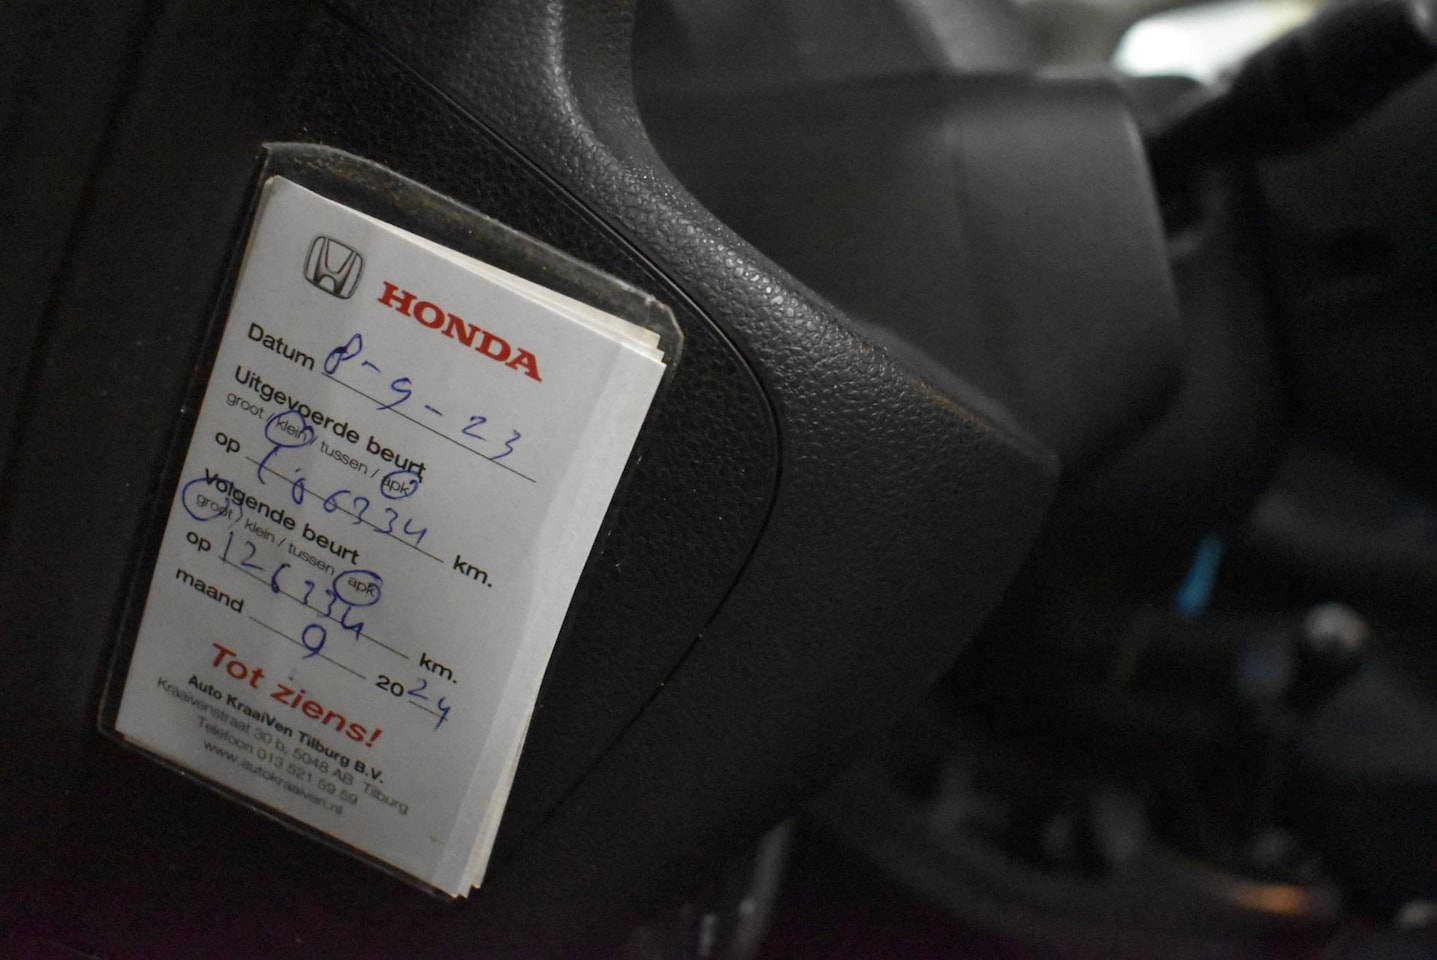 HONDA
Datum 8-9-23
Uitgevoerde beurt
groot / klein / tussen / apk
op 106334 km.
Volgende beurt
groot / klein / tussen / apk
op 126334 km.
maand 9 2024
Tot ziens!
Auto KraaiVen Tilburg B.V.
Kraaivenstraat 30 b, 5048 AB Tilburg
Telefoon 013 521 59 59
www.autokraaiven.nl